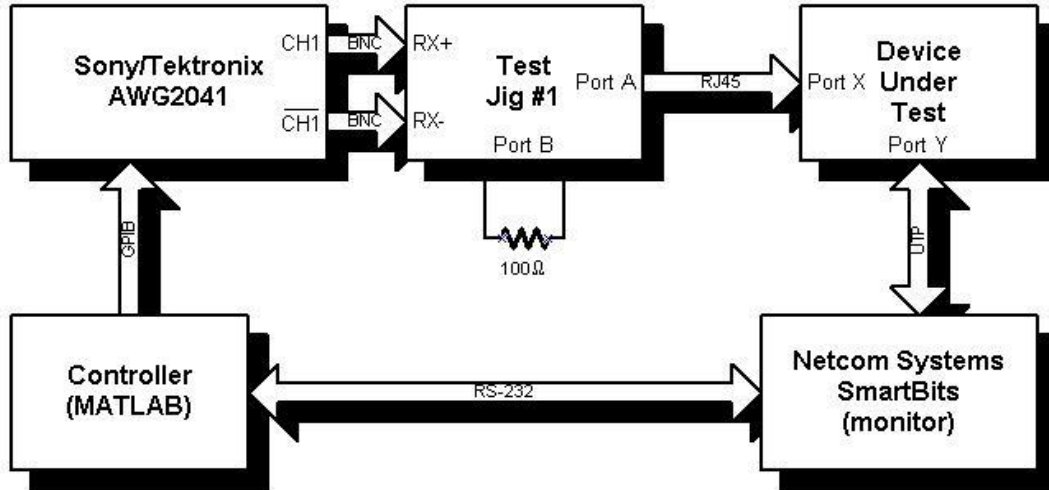 Sony/Tektronix
AWG2041
CH1
CH1
BNC
BNC
RX+
RX-
Test
Jig #1
Port A
Port B
RJ45
Port X
Device
Under
Test
Port Y
GPIB
100Ω
UTP
Controller
(MATLAB)
RS-232
Netcom Systems
SmartBits
(monitor)